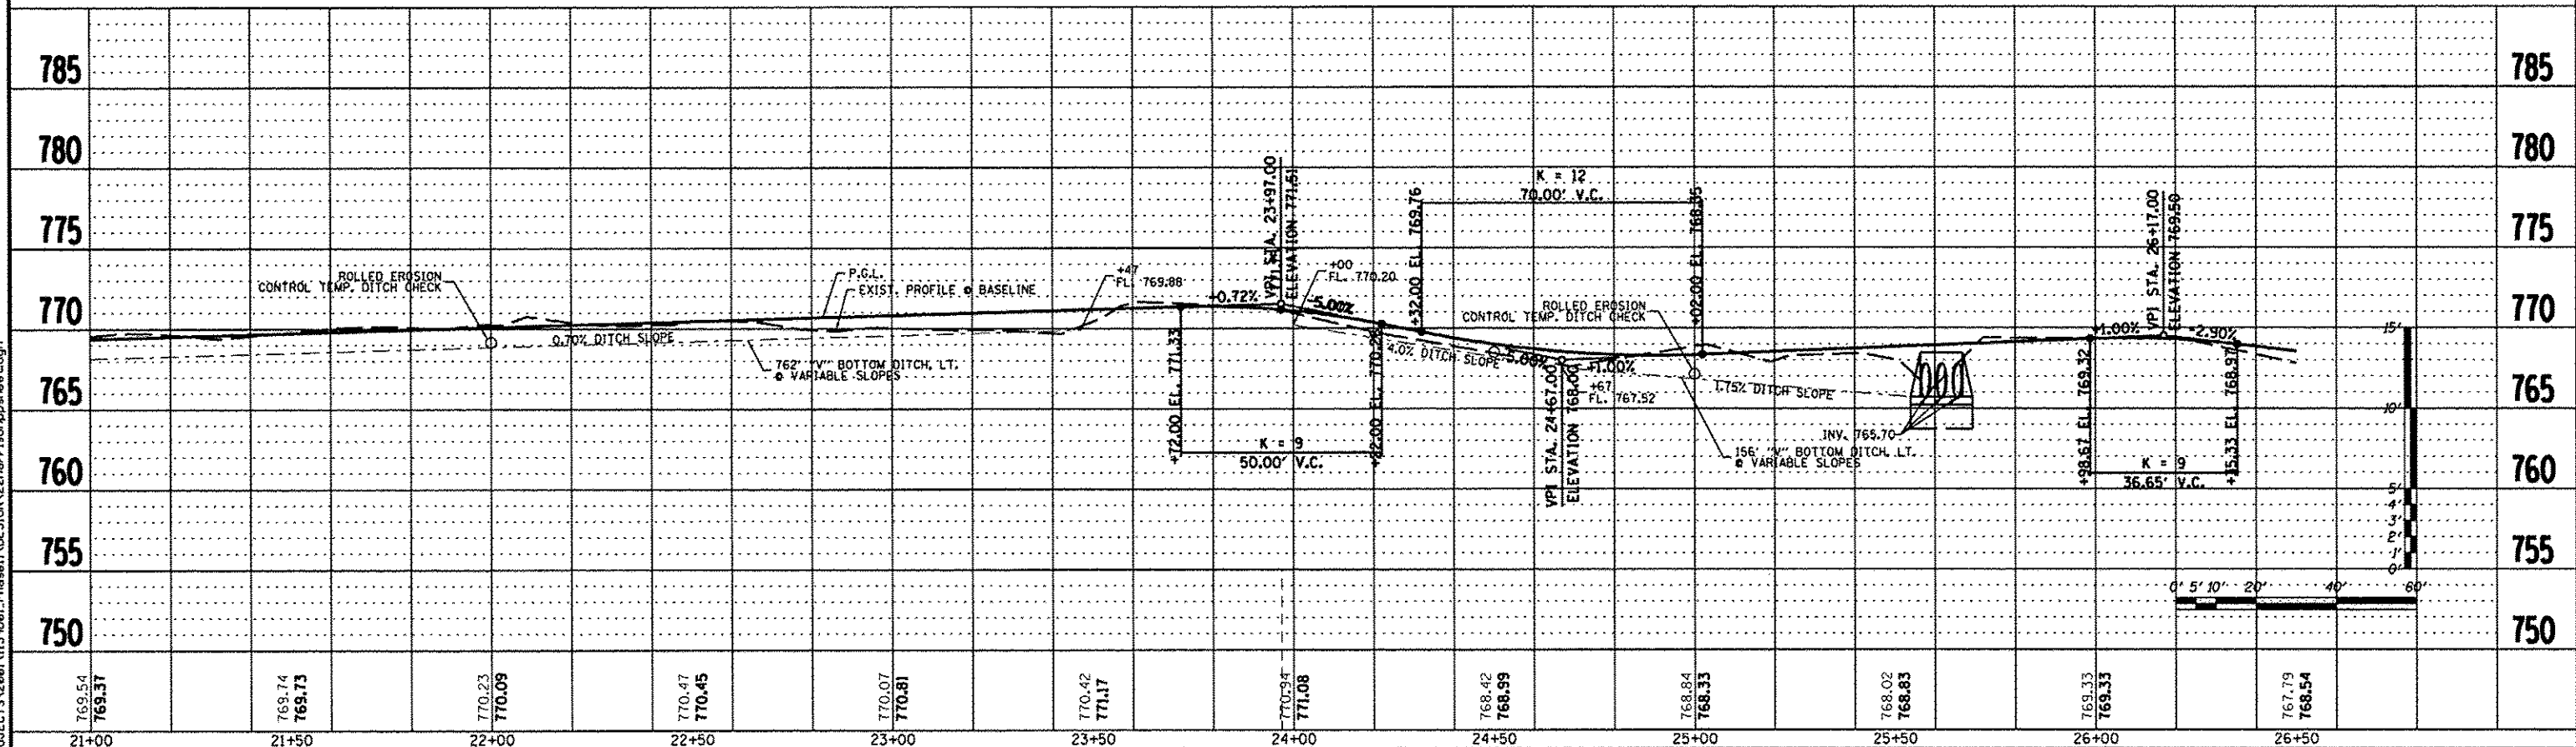 785
785
780
780
775
775
770
770
765
765
760
760
755
755
750
750
ROLLED EROSION
CONTROL TEMP. DITCH CHECK
P.G.L.
EXIST. PROFILE @ BASELINE
0.70% DITCH SLOPE
762' "V" BOTTOM DITCH, LT.
@ VARIABLE SLOPES
+47
FL. 769.88
+0.72%
VPI STA. 23+97.00
ELEVATION 771.51
-5.00%
+00
FL. 770.20
+72.00 EL. 771.33
K = 9
50.00' V.C.
+22.00 EL. 770.26
4.0% DITCH SLOPE
+32.00 EL. 769.76
K = 12
70.00' V.C.
+02.00 EL. 768.35
ROLLED EROSION
CONTROL TEMP. DITCH CHECK
-5.00%
VPI STA. 24+67.00
ELEVATION 768.00
+1.00%
+67
FL. 767.52
1.75% DITCH SLOPE
156' "V" BOTTOM DITCH, LT.
@ VARIABLE SLOPES
INV. 765.70
+98.67 EL. 769.32
+1.00%
VPI STA. 26+17.00
ELEVATION 769.50
-2.90%
K = 9
36.65' V.C.
+35.33 EL. 768.97
15'
10'
5'
4'
3'
2'
1'
0'
0' 5' 10' 20' 40' 60'
769.54 769.37
769.74 769.73
770.23 770.09
770.47 770.45
770.07 770.81
770.42 771.17
770.94 771.08
768.42 768.99
768.84 768.33
768.02 768.83
769.33 769.33
767.79 768.54
21+00 21+50 22+00 22+50 23+00 23+50 24+00 24+50 25+00 25+50 26+00 26+50